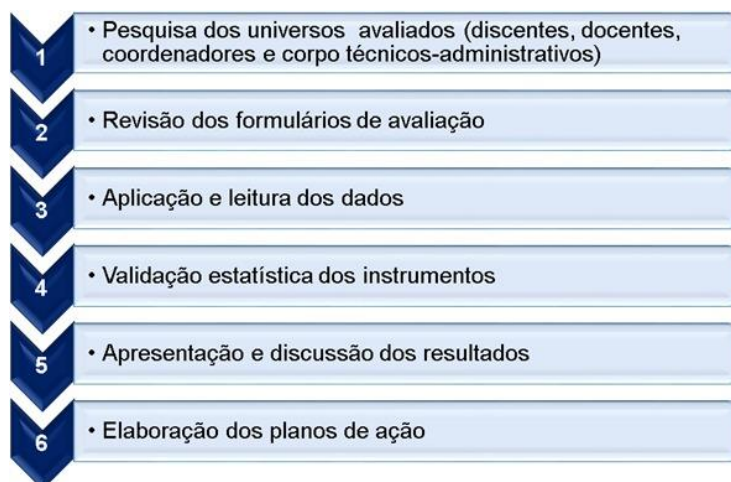 1
• Pesquisa dos universos avaliados (discentes, docentes,
coordenadores e corpo técnicos-administrativos)
2
• Revisão dos formulários de avaliação
3
• Aplicação e leitura dos dados
4
• Validação estatística dos instrumentos
5
• Apresentação e discussão dos resultados
6
• Elaboração dos planos de ação